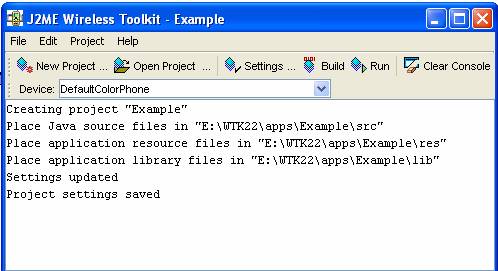 J2ME Wireless Toolkit - Example
File Edit Project Help
New Project ... Open Project ... Settings ... Build Run Clear Console
Device: DefaultColorPhone
Creating project "Example"
Place Java source files in "E:\WTK22\apps\Example\src"
Place application resource files in "E:\WTK22\apps\Example\res"
Place application library files in "E:\WTK22\apps\Example\lib"
Settings updated
Project settings saved